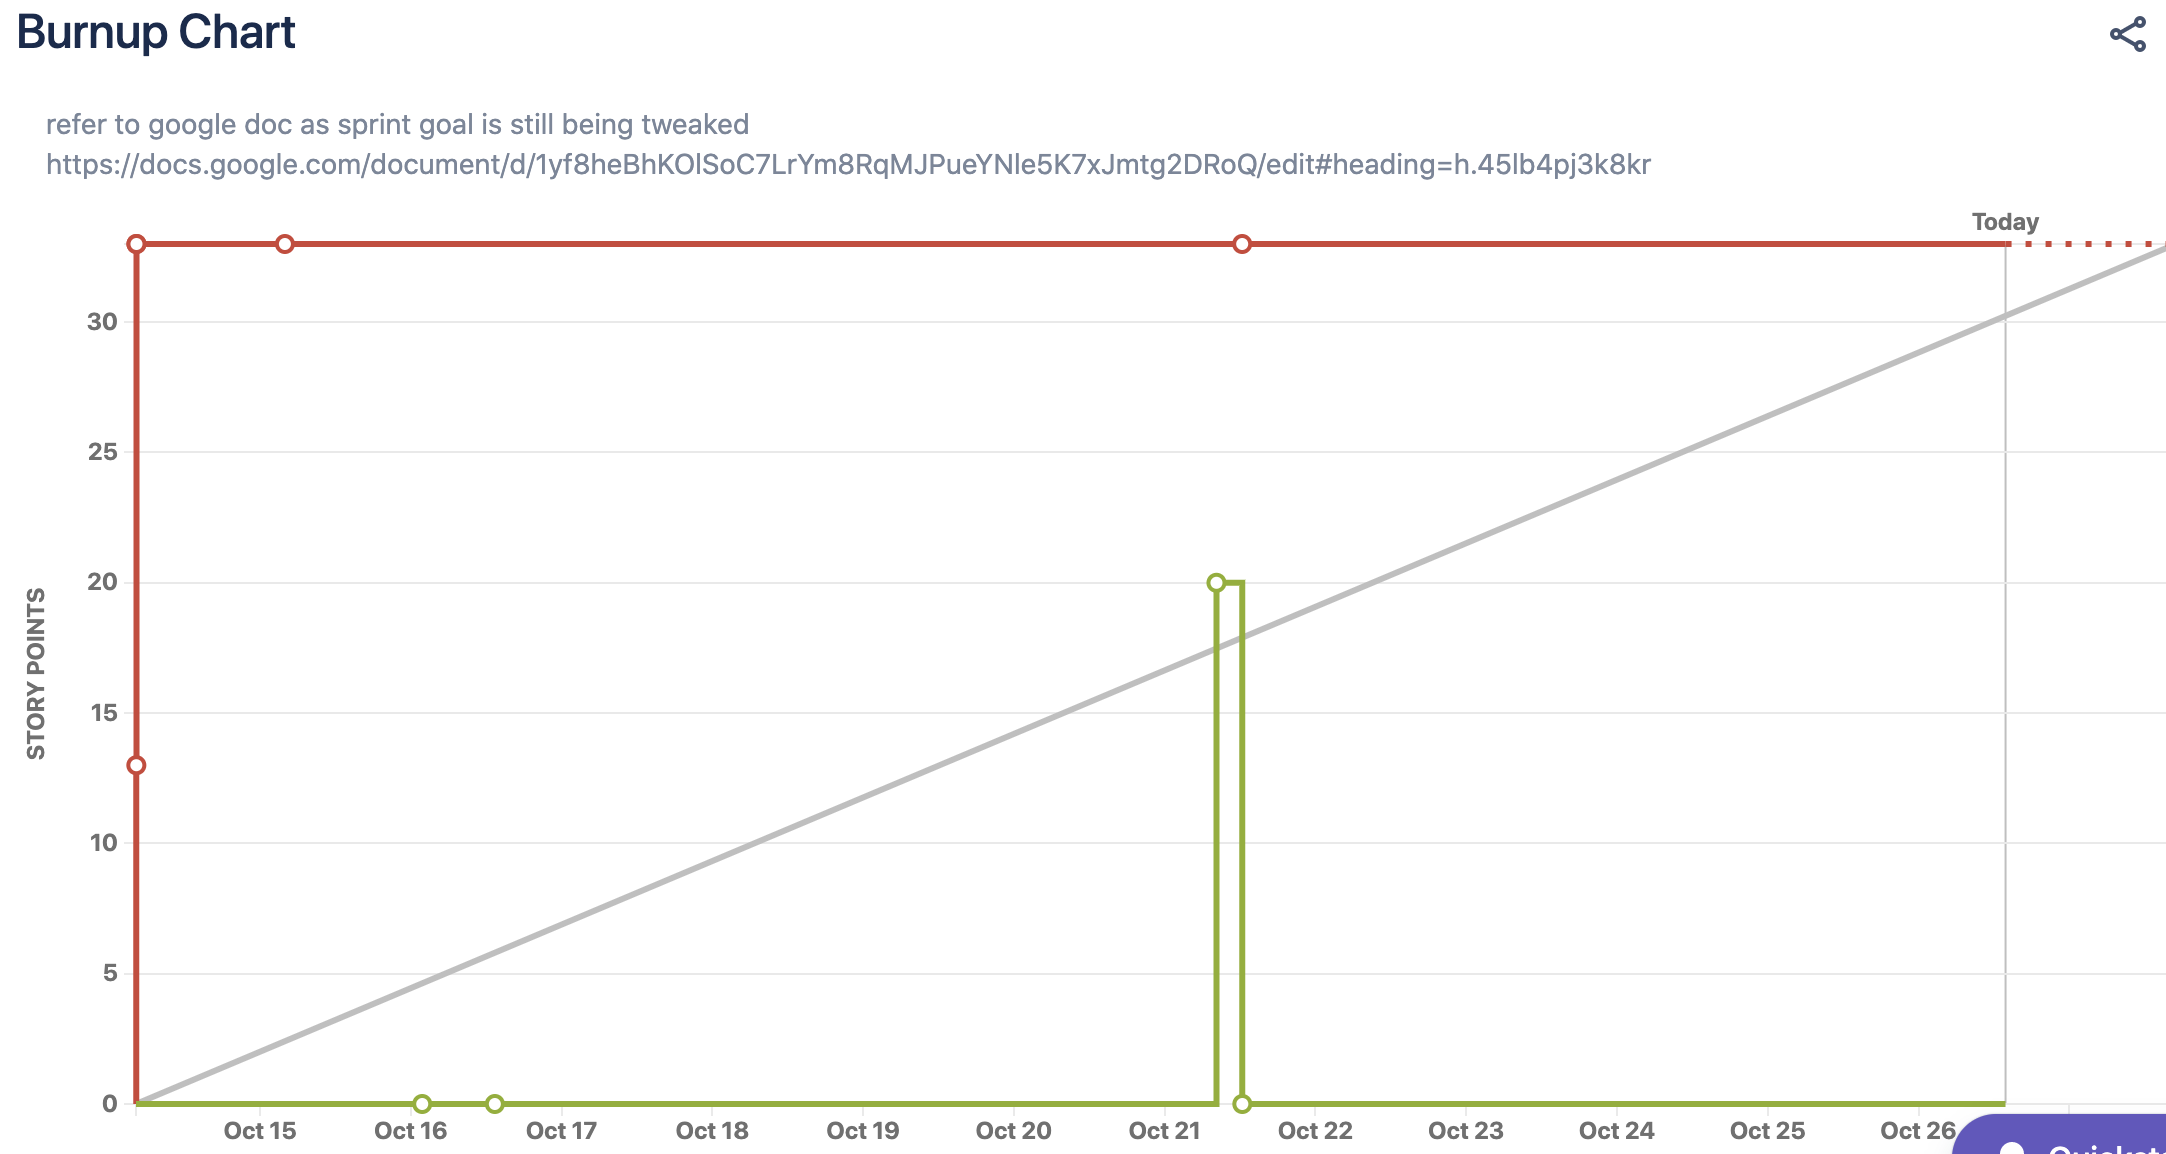 Burnup Chart
refer to google doc as sprint goal is still being tweaked
https://docs.google.com/document/d/1yf8heBhKOlSoC7LrYm8RqMJPueYNle5K7xJmtg2DRoQ/edit#heading=h.45lb4pj3k8kr
Today
30
25
20
15
10
5
0
STORY POINTS
Oct 15 Oct 16 Oct 17 Oct 18 Oct 19 Oct 20 Oct 21 Oct 22 Oct 23 Oct 24 Oct 25 Oct 26